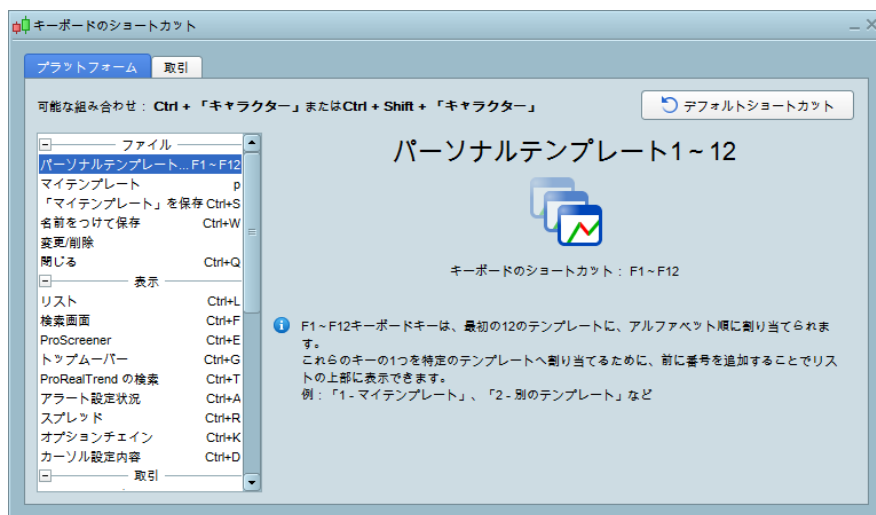 キーボードのショートカット
プラットフォーム
取引
可能な組み合わせ： Ctrl + 「キャラクター」またはCtrl + Shift + 「キャラクター」
デフォルトショートカット
ファイル
パーソナルテンプレート... F1～F12
マイテンプレート p
「マイテンプレート」を保存 Ctrl+S
名前をつけて保存 Ctrl+W
変更/削除
閉じる Ctrl+Q
表示
リスト Ctrl+L
検索画面 Ctrl+F
ProScreener Ctrl+E
トップムーバー Ctrl+G
ProRealTrend の検索 Ctrl+T
アラート設定状況 Ctrl+A
スプレッド Ctrl+R
オプションチェイン Ctrl+K
カーソル設定内容 Ctrl+D
取引
パーソナルテンプレート1～12
キーボードのショートカット： F1～F12
F1～F12キーボードキーは、最初の12のテンプレートに、アルファベット順に割り当てられま
す。
これらのキーの1つを特定のテンプレートへ割り当てるために、前に番号を追加することでリス
トの上部に表示できます。
例：「1 - マイテンプレート」、「2 - 別のテンプレート」など